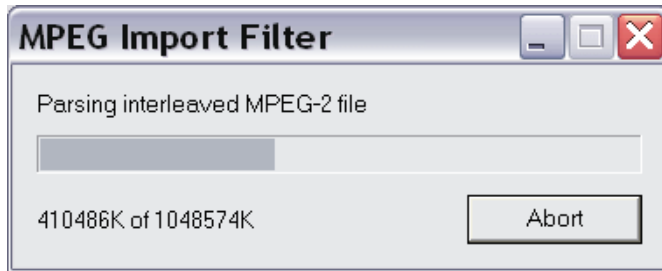 MPEG Import Filter
Parsing interleaved MPEG-2 file
410486K of 1048574K
Abort